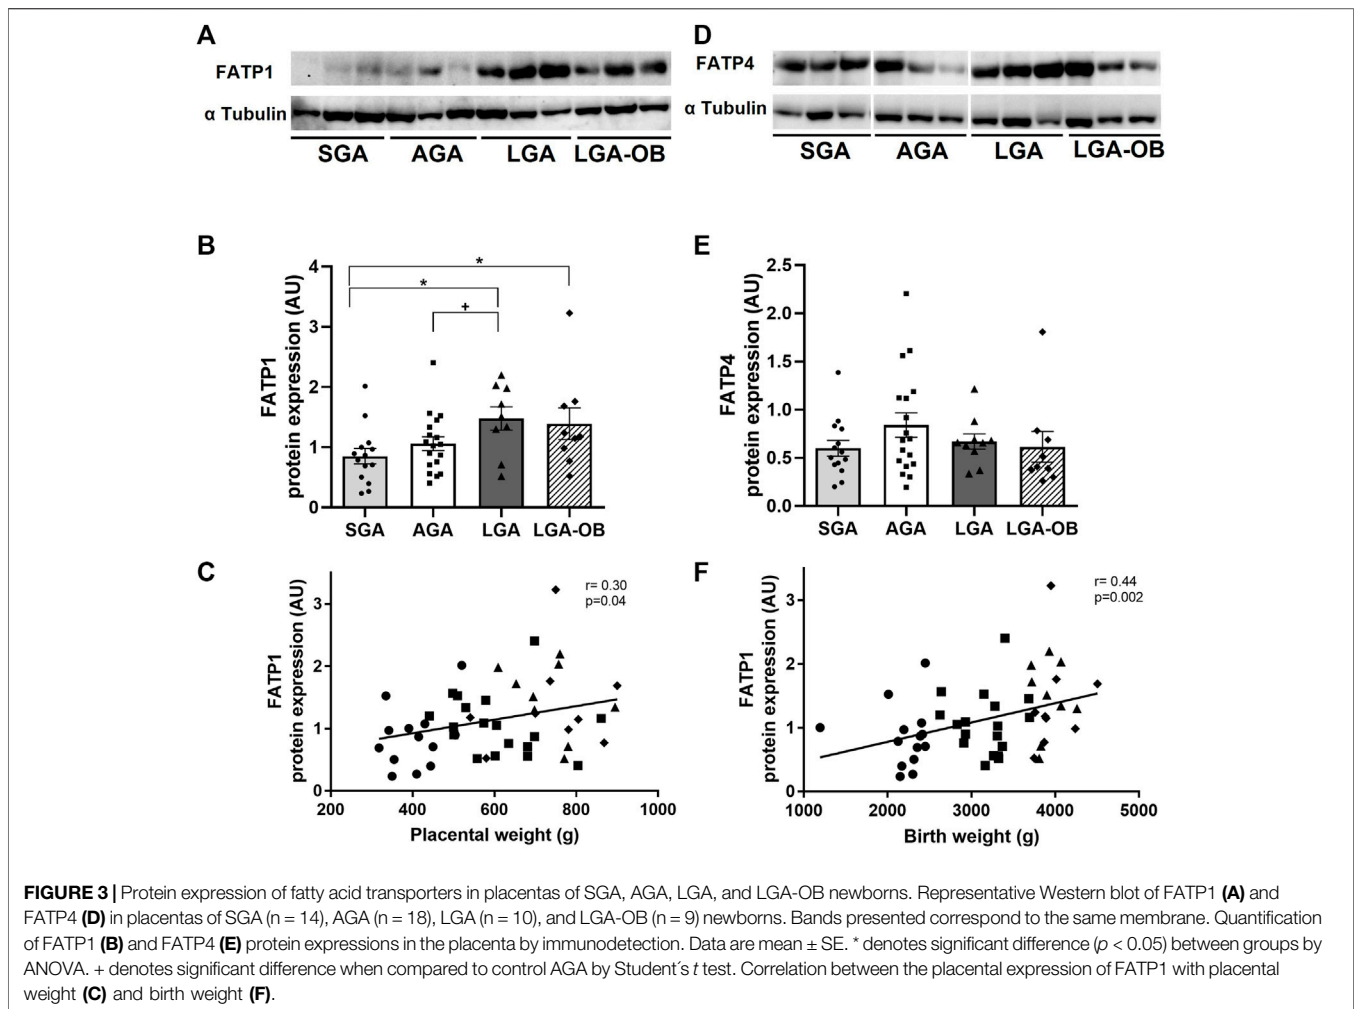 A
FATP1
α Tubulin
SGA AGA LGA LGA-OB
D
FATP4
α Tubulin
SGA AGA LGA LGA-OB
B
FATP1
protein expression (AU)
4
3
2
1
0
*
*
+
SGA AGA LGA LGA-OB
E
FATP4
protein expression (AU)
2.5
2.0
1.5
1.0
0.5
0.0
SGA AGA LGA LGA-OB
C
FATP1
protein expression (AU)
3
2
1
0
r= 0.30
p=0.04
200 400 600 800 1000
Placental weight (g)
F
FATP1
protein expression (AU)
3
2
1
0
r= 0.44
p=0.002
1000 2000 3000 4000 5000
Birth weight (g)
FIGURE 3 | Protein expression of fatty acid transporters in placentas of SGA, AGA, LGA, and LGA-OB newborns. Representative Western blot of FATP1 (A) and
FATP4 (D) in placentas of SGA (n = 14), AGA (n = 18), LGA (n = 10), and LGA-OB (n = 9) newborns. Bands presented correspond to the same membrane. Quantification
of FATP1 (B) and FATP4 (E) protein expressions in the placenta by immunodetection. Data are mean ± SE. * denotes significant difference (p < 0.05) between groups by
ANOVA. + denotes significant difference when compared to control AGA by Student´s t test. Correlation between the placental expression of FATP1 with placental
weight (C) and birth weight (F).